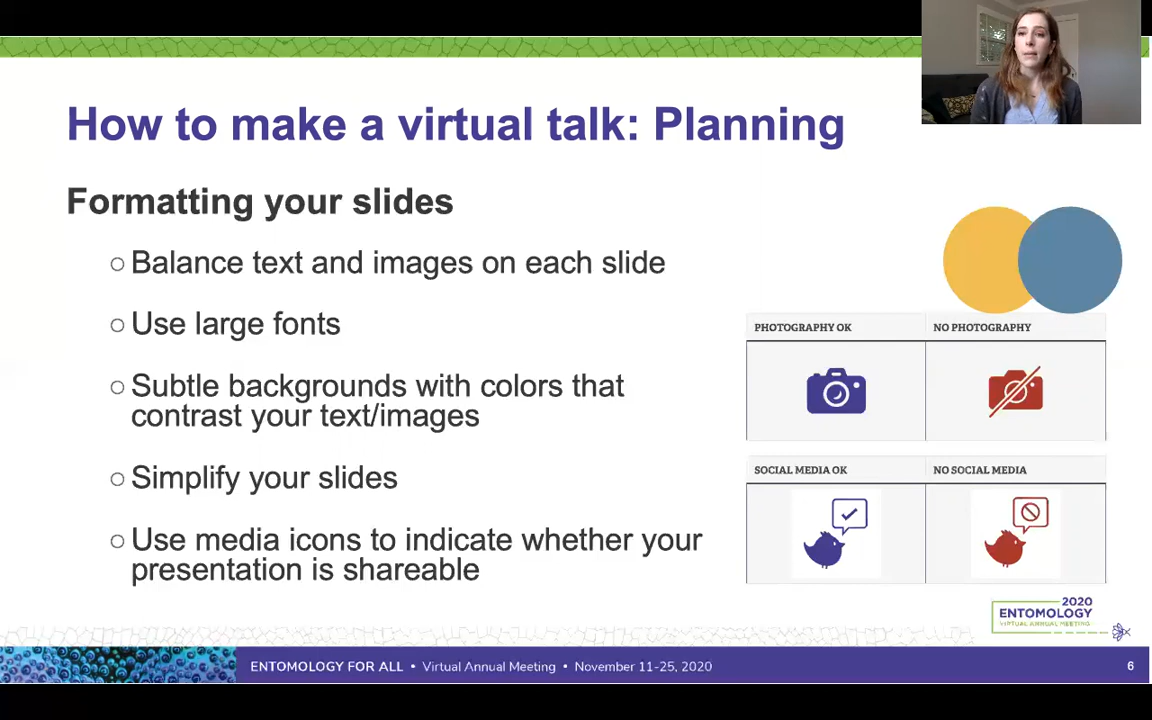 How to make a virtual talk: Planning
Formatting your slides
○ Balance text and images on each slide
○ Use large fonts
○ Subtle backgrounds with colors that
contrast your text/images
○ Simplify your slides
○ Use media icons to indicate whether your
presentation is shareable
PHOTOGRAPHY OK
NO PHOTOGRAPHY
SOCIAL MEDIA OK
NO SOCIAL MEDIA
2020
ENTOMOLOGY
VIRTUAL ANNUAL MEETING
ENTOMOLOGY FOR ALL • Virtual Annual Meeting • November 11-25, 2020
6